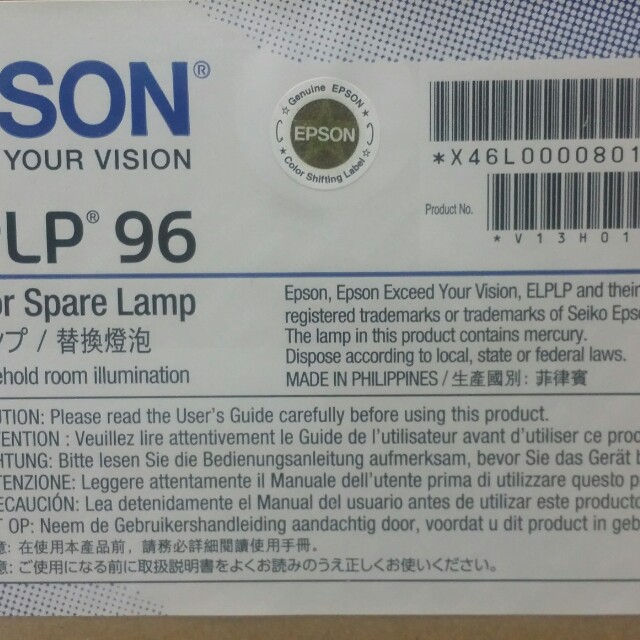 PSON®
YOUR VISION
Genuine EPSON
EPSON
Color Shifting Label
*X46L0000801
Product No.
*V13H01
PLP® 96
or Spare Lamp
ンプ / 替換燈泡
ehold room illumination
Epson, Epson Exceed Your Vision, ELPLP and their
registered trademarks or trademarks of Seiko Epso
The lamp in this product contains mercury.
Dispose according to local, state or federal laws.
MADE IN PHILIPPINES / 生産國別: 菲律賓
UTION: Please read the User's Guide carefully before using this product.
TENTION : Veuillez lire attentivement le Guide de l'utilisateur avant d'utiliser ce prod
HTUNG: Bitte lesen Sie die Bedienungsanleitung aufmerksam, bevor Sie das Gerät b
TENZIONE: Leggere attentamente il Manuale dell'utente prima di utilizzare questo p
ECAUCIÓN: Lea detenidamente el Manual del usuario antes de utilizar este producto
T OP: Neem de Gebruikershandleiding aandachtig door, voordat u dit product in geb
意: 在使用本產品前，請務必詳細閱讀使用手冊。
意: ご使用になる前に取扱説明書をよくお読みのうえ正しくお使いください。